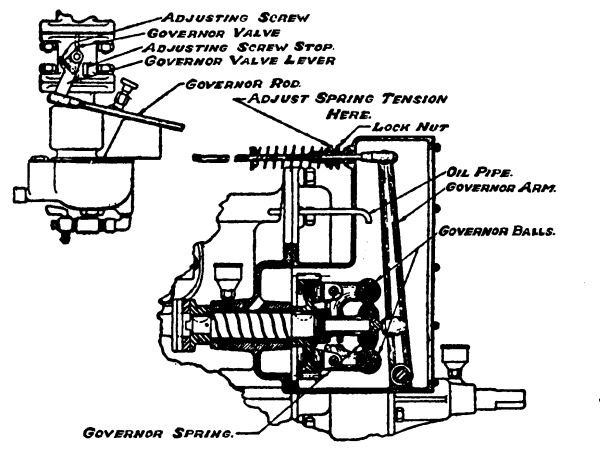 ADJUSTING SCREW
GOVERNOR VALVE
ADJUSTING SCREW STOP.
GOVERNOR VALVE LEVER
GOVERNOR ROD.
ADJUST SPRING TENSION
HERE.
LOCK NUT
OIL PIPE.
GOVERNOR ARM.
GOVERNOR BALLS.
GOVERNOR SPRING.